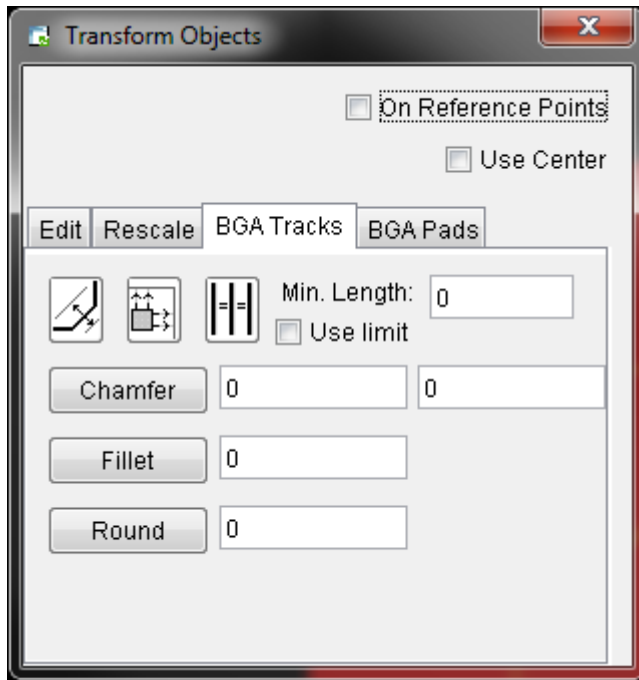 Transform Objects
On Reference Points
Use Center
Edit Rescale BGA Tracks BGA Pads
Min. Length: 0
Use limit
Chamfer 0 0
Fillet 0
Round 0